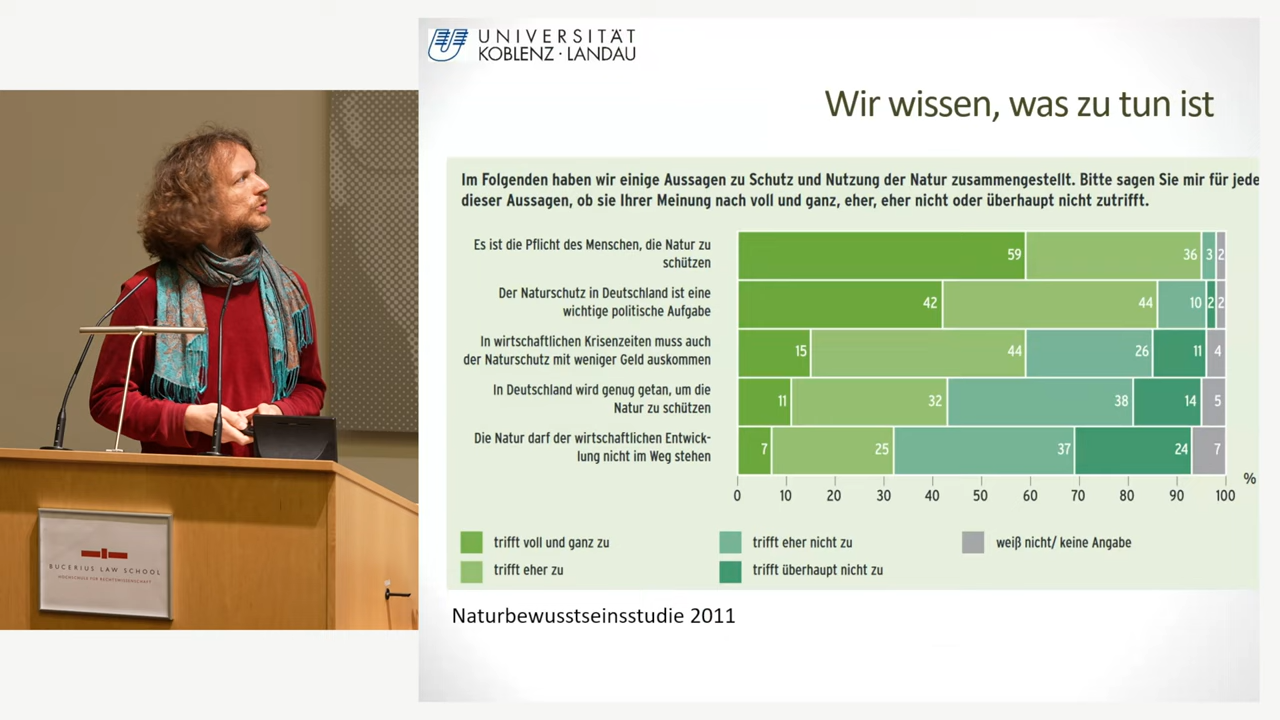 UNIVERSITÄT
KOBLENZ · LANDAU
Wir wissen, was zu tun ist
Im Folgenden haben wir einige Aussagen zu Schutz und Nutzung der Natur zusammengestellt. Bitte sagen Sie mir für jede
dieser Aussagen, ob sie Ihrer Meinung nach voll und ganz, eher, eher nicht oder überhaupt nicht zutrifft.
Es ist die Pflicht des Menschen, die Natur zu
schützen
59 36 3 2
Der Naturschutz in Deutschland ist eine
wichtige politische Aufgabe
42 44 10 2 2
In wirtschaftlichen Krisenzeiten muss auch
der Naturschutz mit weniger Geld auskommen
15 44 26 11 4
In Deutschland wird genug getan, um die
Natur zu schützen
11 32 38 14 5
Die Natur darf der wirtschaftlichen Entwick-
lung nicht im Weg stehen
7 25 37 24 7
0 10 20 30 40 50 60 70 80 90 100 %
trifft voll und ganz zu
trifft eher nicht zu
weiß nicht/ keine Angabe
trifft eher zu
trifft überhaupt nicht zu
Naturbewusstseinsstudie 2011
BUCERIUS LAW SCHOOL
HOCHSCHULE FÜR RECHTSWISSENSCHAFT